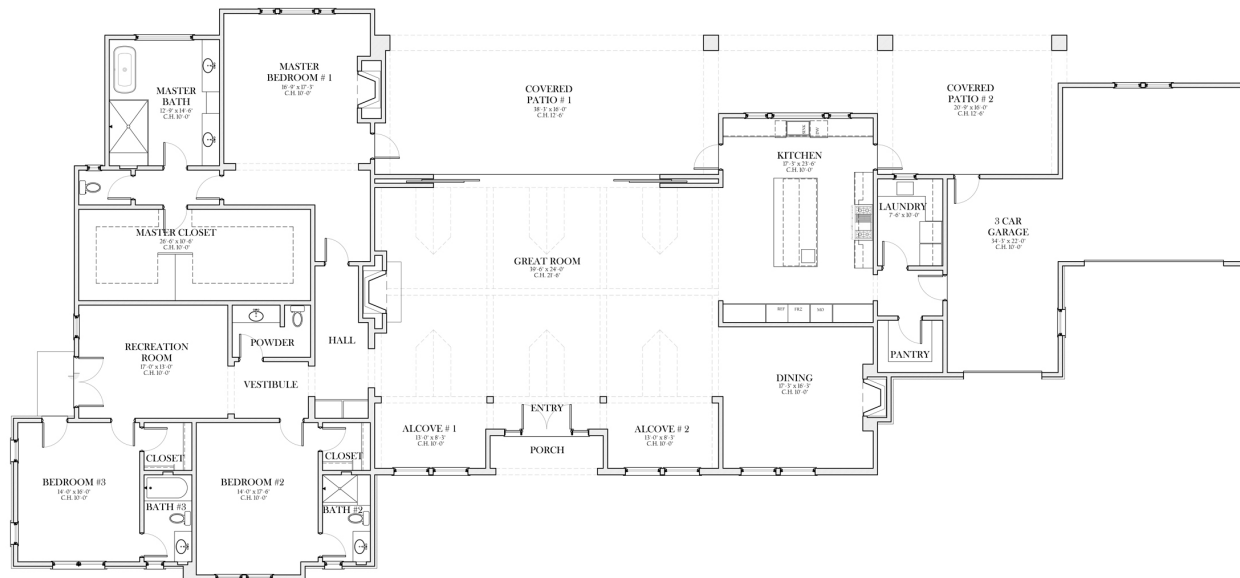 MASTER
BEDROOM # 1
16'-9" x 17'-3"
C.H. 10'-0"
MASTER
BATH
12'-9" x 14'-6"
C.H. 10'-0"
COVERED
PATIO # 1
38'-3" x 16'-0"
C.H. 12'-6"
COVERED
PATIO # 2
20'-9" x 16'-0"
C.H. 12'-6"
KITCHEN
17'-3" x 23'-6"
C.H. 10'-0"
LAUNDRY
7'-6" x 10'-0"
3 CAR
GARAGE
34'-3" x 22'-0"
C.H. 10'-0"
MASTER CLOSET
26'-6" x 10'-6"
C.H. 10'-0"
GREAT ROOM
39'-6" x 24'-0"
C.H. 21'-6"
REF
FRZ
RECREATION
ROOM
17'-0" x 13'-0"
C.H. 10'-0"
POWDER
HALL
VESTIBULE
PANTRY
DINING
17'-3" x 16'-3"
C.H. 10'-0"
ENTRY
ALCOVE # 1
13'-0" x 8'-3"
C.H. 10'-0"
PORCH
ALCOVE # 2
13'-0" x 8'-3"
C.H. 10'-0"
CLOSET
CLOSET
BEDROOM #3
14'-0" x 16'-0"
C.H. 10'-0"
BEDROOM #2
14'-0" x 17'-6"
C.H. 10'-0"
BATH #3
BATH #2